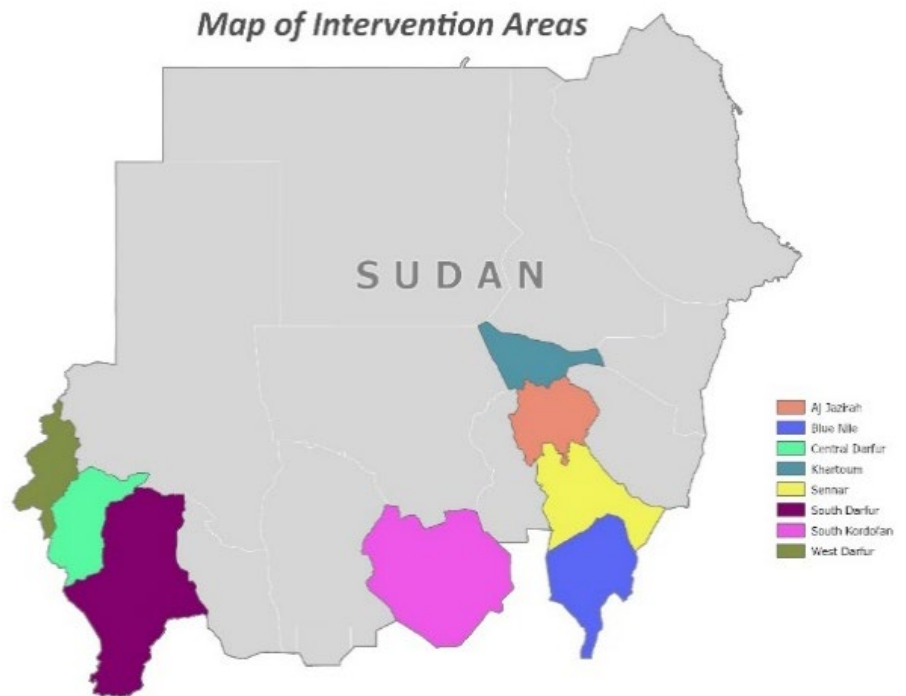 Map of Intervention Areas
SUDAN
Aj Jazirah
Blue Nile
Central Darfur
Khartoum
Sennar
South Darfur
South Kordofan
West Darfur